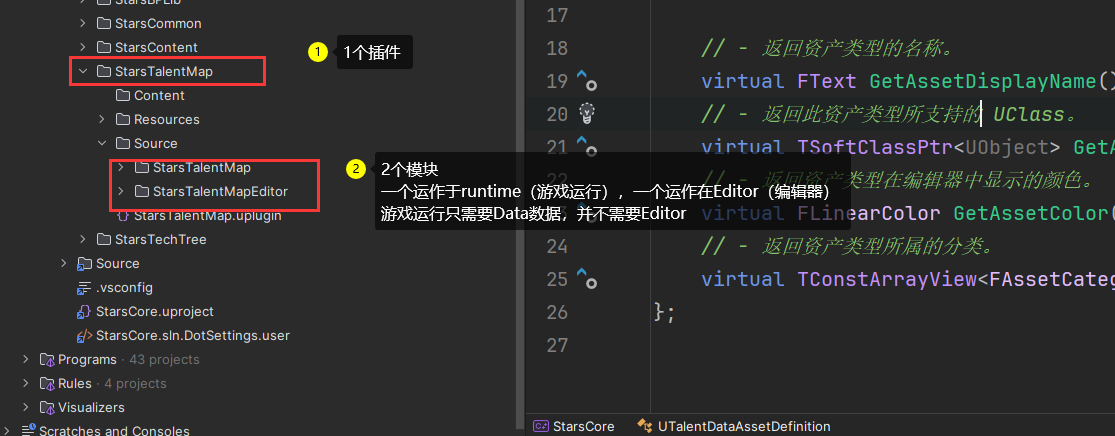 StarsBPLib
StarsCommon
StarsContent
StarsTalentMap
Content
Resources
Source
StarsTalentMap
StarsTalentMapEditor
StarsTalentMap.uplugin
StarsTechTree
Source
.vsconfig
StarsCore.uproject
StarsCore.sln.DotSettings.user
Programs · 43 projects
Rules · 4 projects
Visualizers
Scratches and Consoles
1 1个插件
2 2个模块
一个运作于runtime（游戏运行），一个运作在Editor（编辑器）
游戏运行只需要Data数据，并不需要Editor
17
18 // - 返回资产类型的名称。
19 virtual FText GetAssetDisplayName()
20 // - 返回此资产类型所支持的 UClass。
21 virtual TSoftClassPtr<UObject> GetA
// - 返回资产类型在编辑器中显示的颜色。
virtual FLinearColor GetAssetColor(
24 // - 返回资产类型所属的分类。
25 virtual TConstArrayView<FAssetCateg
26 };
27
StarsCore UTalentDataAssetDefinition